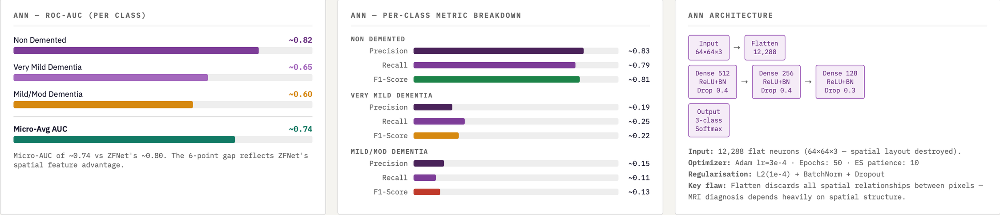 ANN — ROC-AUC (PER CLASS)
Non Demented ~0.82
Very Mild Dementia ~0.65
Mild/Mod Dementia ~0.60
Micro-Avg AUC ~0.74
Micro-AUC of ~0.74 vs ZFNet's ~0.80. The 6-point gap reflects ZFNet's
spatial feature advantage.
ANN — PER-CLASS METRIC BREAKDOWN
NON DEMENTED
Precision ~0.83
Recall ~0.79
F1-Score ~0.81
VERY MILD DEMENTIA
Precision ~0.19
Recall ~0.25
F1-Score ~0.22
MILD/MOD DEMENTIA
Precision ~0.15
Recall ~0.11
F1-Score ~0.13
ANN ARCHITECTURE
Input
64×64×3
→
Flatten
12,288
Dense 512
ReLU+BN
Drop 0.4
→
Dense 256
ReLU+BN
Drop 0.4
→
Dense 128
ReLU+BN
Drop 0.3
Output
3-class
Softmax
Input: 12,288 flat neurons (64×64×3 — spatial layout destroyed).
Optimizer: Adam lr=3e-4 · Epochs: 50 · ES patience: 10
Regularisation: L2(1e-4) + BatchNorm + Dropout
Key flaw: Flatten discards all spatial relationships between pixels —
MRI diagnosis depends heavily on spatial structure.